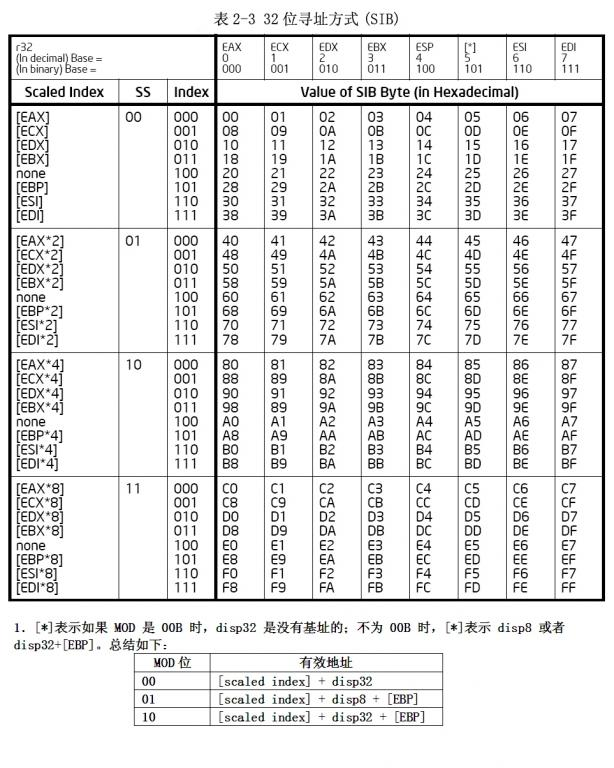 表 2-3 32 位寻址方式(SIB)
r32 EAX ECX EDX EBX ESP [*] ESI EDI
(In decimal) Base = 0 1 2 3 4 5 6 7
(In binary) Base = 000 001 010 011 100 101 110 111
Scaled Index SS Index Value of SIB Byte (in Hexadecimal)
[EAX] 00 000 00 01 02 03 04 05 06 07
[ECX] 001 08 09 0A 0B 0C 0D 0E 0F
[EDX] 010 10 11 12 13 14 15 16 17
[EBX] 011 18 19 1A 1B 1C 1D 1E 1F
none 100 20 21 22 23 24 25 26 27
[EBP] 101 28 29 2A 2B 2C 2D 2E 2F
[ESI] 110 30 31 32 33 34 35 36 37
[EDI] 111 38 39 3A 3B 3C 3D 3E 3F
[EAX*2] 01 000 40 41 42 43 44 45 46 47
[ECX*2] 001 48 49 4A 4B 4C 4D 4E 4F
[EDX*2] 010 50 51 52 53 54 55 56 57
[EBX*2] 011 58 59 5A 5B 5C 5D 5E 5F
none 100 60 61 62 63 64 65 66 67
[EBP*2] 101 68 69 6A 6B 6C 6D 6E 6F
[ESI*2] 110 70 71 72 73 74 75 76 77
[EDI*2] 111 78 79 7A 7B 7C 7D 7E 7F
[EAX*4] 10 000 80 81 82 83 84 85 86 87
[ECX*4] 001 88 89 8A 8B 8C 8D 8E 8F
[EDX*4] 010 90 91 92 93 94 95 96 97
[EBX*4] 011 98 99 9A 9B 9C 9D 9E 9F
none 100 A0 A1 A2 A3 A4 A5 A6 A7
[EBP*4] 101 A8 A9 AA AB AC AD AE AF
[ESI*4] 110 B0 B1 B2 B3 B4 B5 B6 B7
[EDI*4] 111 B8 B9 BA BB BC BD BE BF
[EAX*8] 11 000 C0 C1 C2 C3 C4 C5 C6 C7
[ECX*8] 001 C8 C9 CA CB CC CD CE CF
[EDX*8] 010 D0 D1 D2 D3 D4 D5 D6 D7
[EBX*8] 011 D8 D9 DA DB DC DD DE DF
none 100 E0 E1 E2 E3 E4 E5 E6 E7
[EBP*8] 101 E8 E9 EA EB EC ED EE EF
[ESI*8] 110 F0 F1 F2 F3 F4 F5 F6 F7
[EDI*8] 111 F8 F9 FA FB FC FD FE FF
1. [*]表示如果 MOD 是 00B 时,disp32 是没有基址的;不为 00B 时,[*]表示 disp8 或者
disp32+[EBP]。总结如下:
MOD 位 有效地址
00 [scaled index] + disp32
01 [scaled index] + disp8 + [EBP]
10 [scaled index] + disp32 + [EBP]